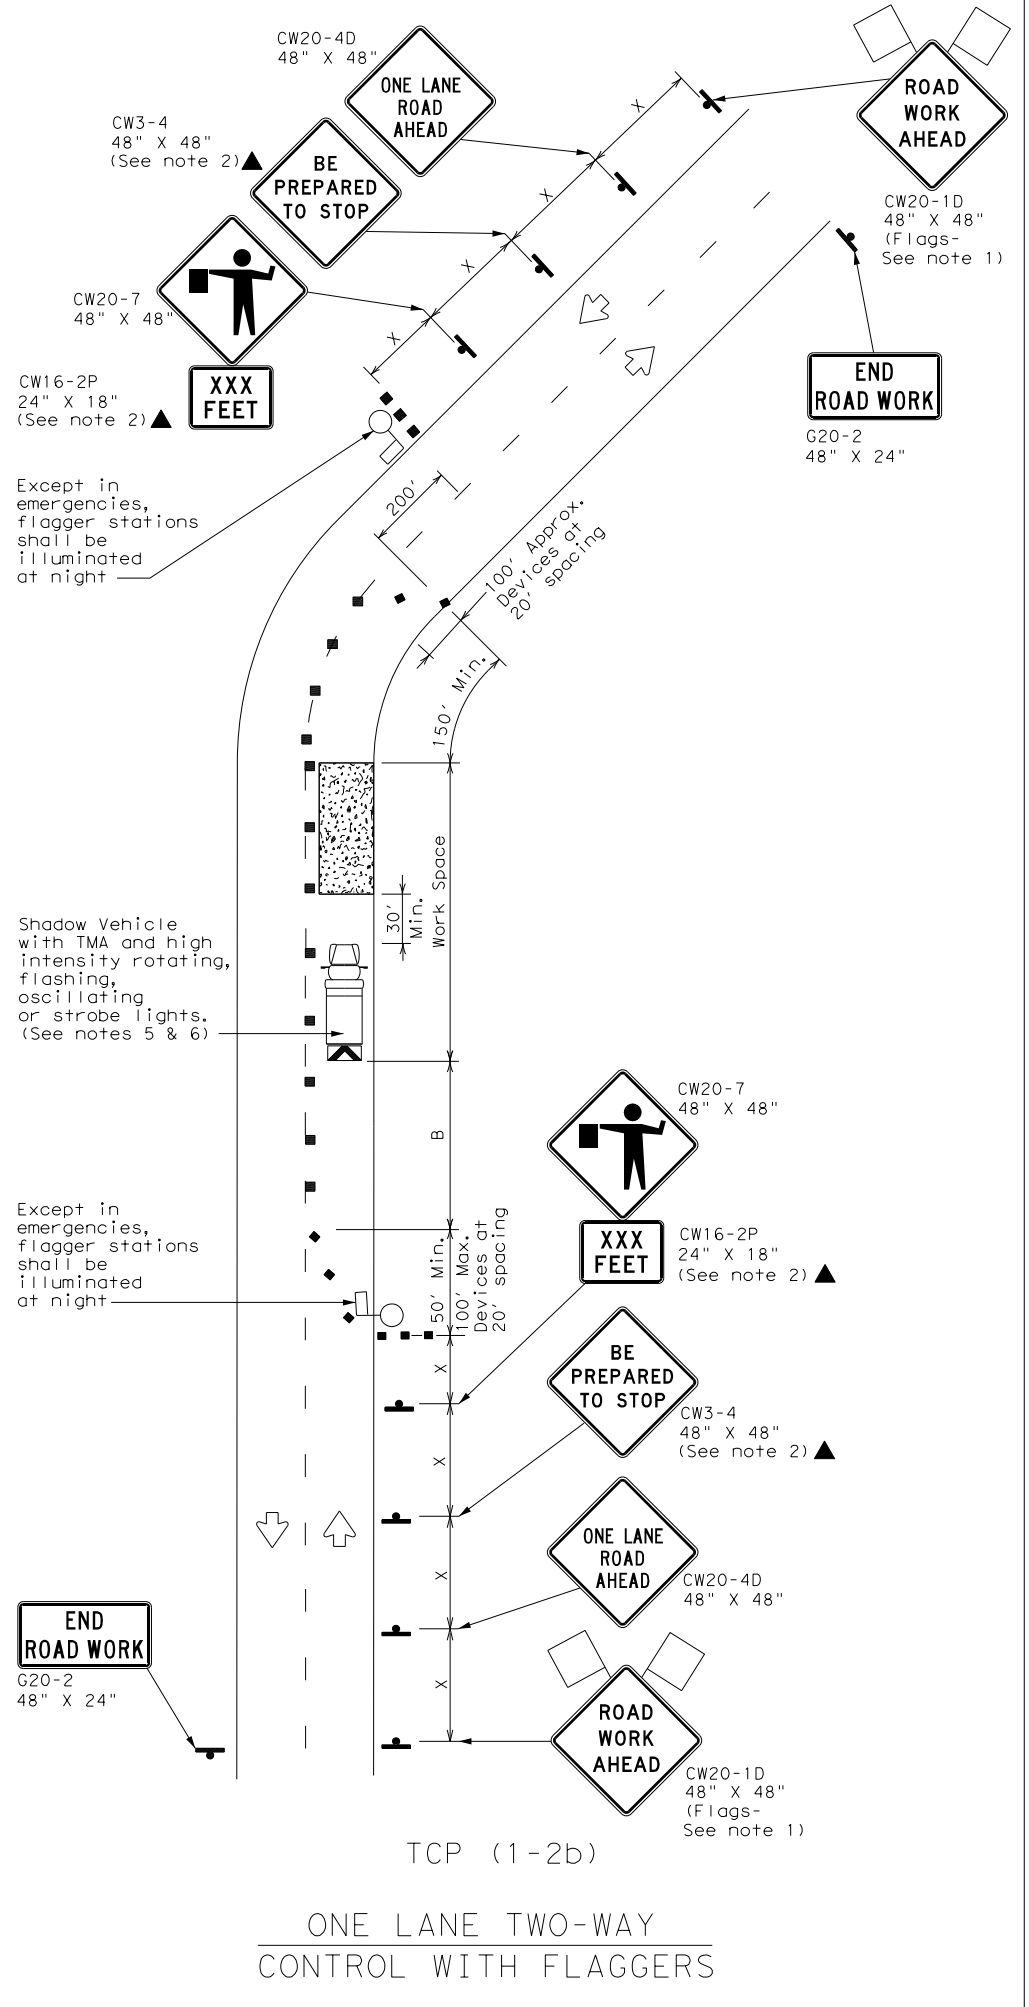 CW20-4D
48" X 48"
ONE LANE
ROAD
AHEAD
ROAD
WORK
AHEAD
CW20-1D
48" X 48"
(Flags-
See note 1)
CW3-4
48" X 48"
(See note 2)
BE
PREPARED
TO STOP
CW20-7
48" X 48"
CW16-2P
24" X 18"
(See note 2)
XXX
FEET
X
X
X
X
END
ROAD WORK
G20-2
48" X 24"
Except in
emergencies,
flagger stations
shall be
illuminated
at night
200'
100' Approx.
Devices at
20' spacing
150' Min.
Work Space
30'
Min.
Shadow Vehicle
with TMA and high
intensity rotating,
flashing,
oscillating
or strobe lights.
(See notes 5 & 6)
B
CW20-7
48" X 48"
XXX
FEET
CW16-2P
24" X 18"
(See note 2)
Except in
emergencies,
flagger stations
shall be
illuminated
at night
50' Min.
100' Max.
Devices at
20' spacing
X
X
X
X
BE
PREPARED
TO STOP
CW3-4
48" X 48"
(See note 2)
ONE LANE
ROAD
AHEAD
CW20-4D
48" X 48"
END
ROAD WORK
G20-2
48" X 24"
ROAD
WORK
AHEAD
CW20-1D
48" X 48"
(Flags-
See note 1)
TCP (1-2b)
ONE LANE TWO-WAY
CONTROL WITH FLAGGERS